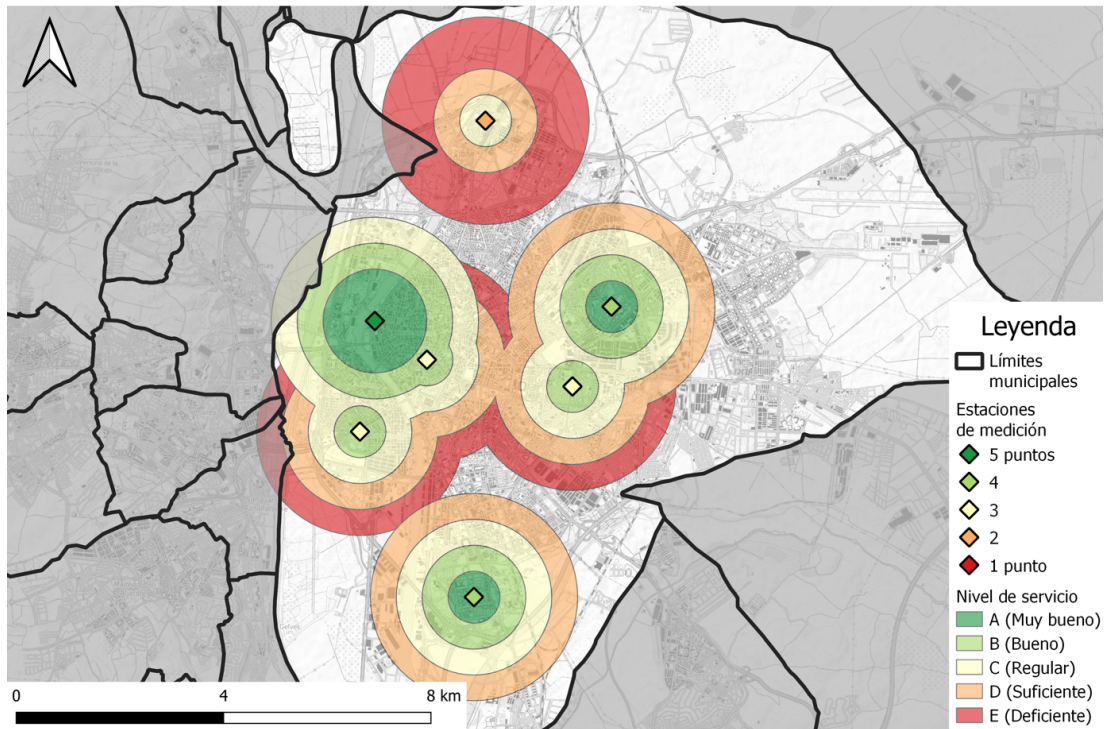 Leyenda
Límites
municipales
Estaciones
de medición
5 puntos
4
3
2
1 punto
Nivel de servicio
A (Muy bueno)
B (Bueno)
C (Regular)
D (Suficiente)
E (Deficiente)
Gelves
0 4 8 km